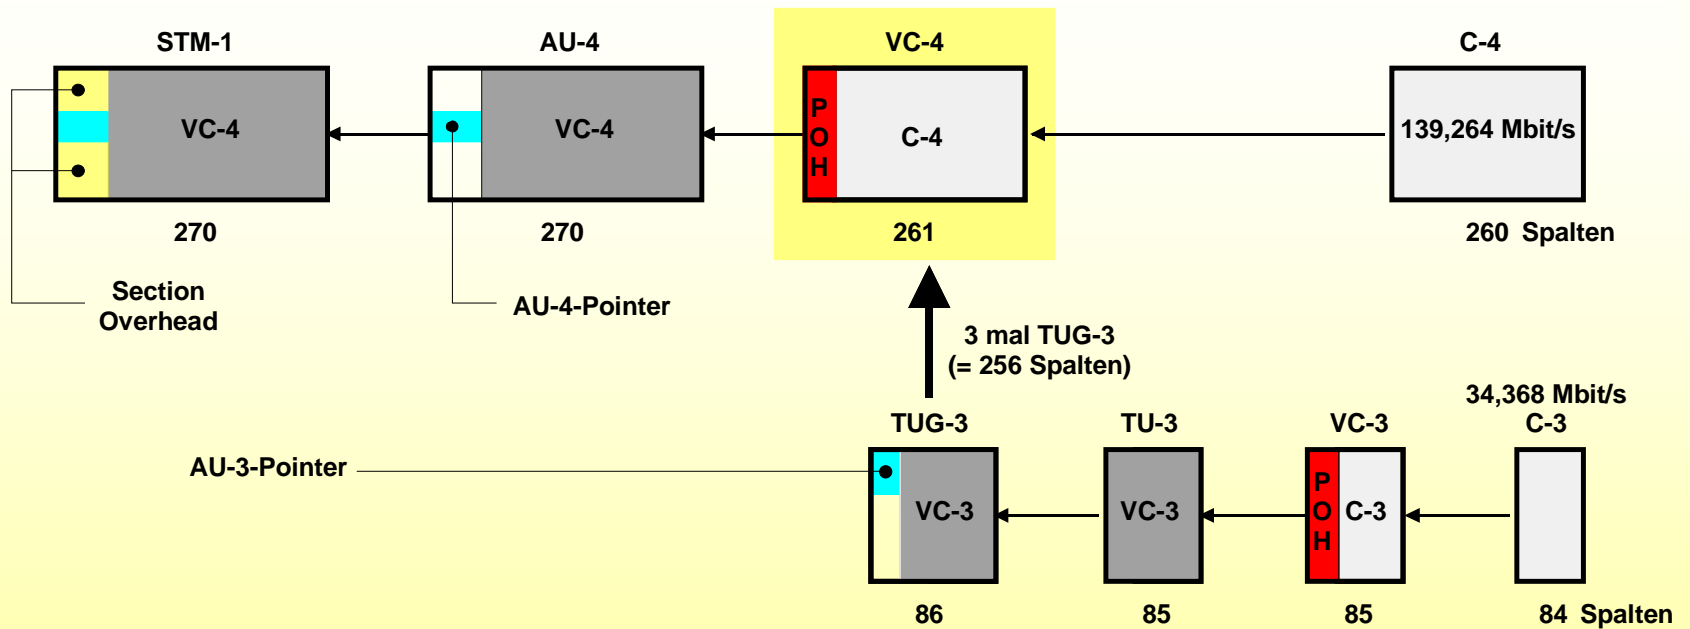 STM-1
AU-4
VC-4
C-4
VC-4
VC-4
P
O
H
C-4
139,264 Mbit/s
270
270
261
260 Spalten
Section
Overhead
AU-4-Pointer
3 mal TUG-3
(= 256 Spalten)
34,368 Mbit/s
TUG-3
TU-3
VC-3
C-3
AU-3-Pointer
VC-3
VC-3
P
O
H
C-3
86
85
85
84 Spalten